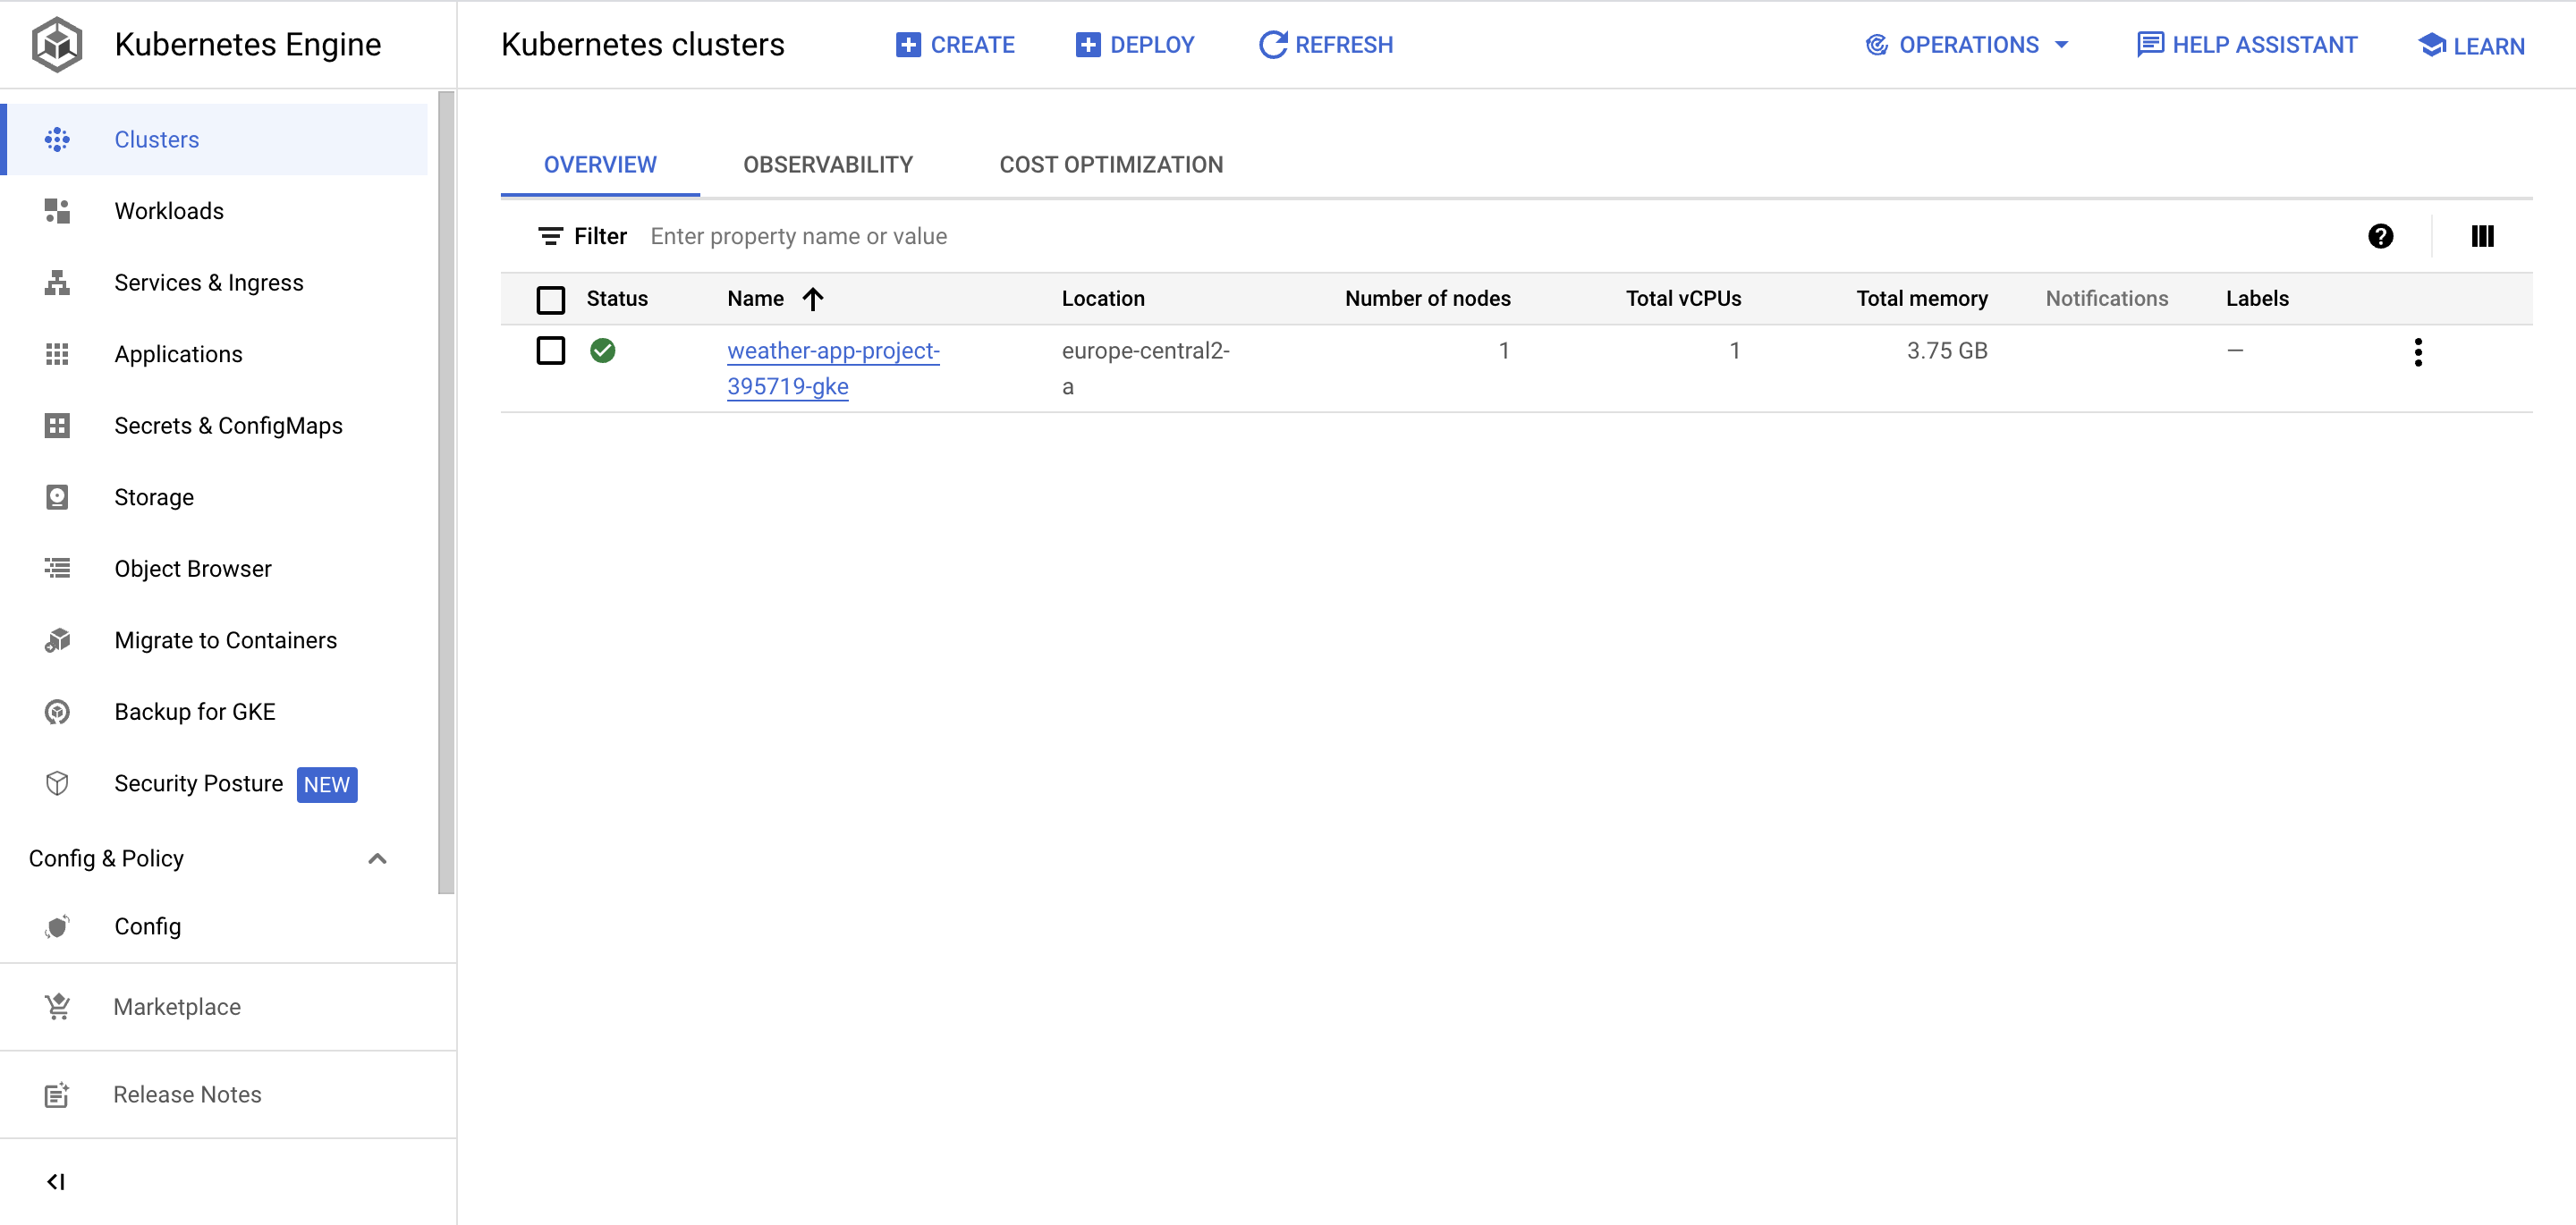 Kubernetes Engine
Kubernetes clusters
CREATE
DEPLOY
REFRESH
OPERATIONS
HELP ASSISTANT
LEARN
Clusters
Workloads
Services & Ingress
Applications
Secrets & ConfigMaps
Storage
Object Browser
Migrate to Containers
Backup for GKE
Security Posture NEW
Config & Policy
Config
Marketplace
Release Notes
OVERVIEW
OBSERVABILITY
COST OPTIMIZATION
Filter Enter property name or value
Status Name Location Number of nodes Total vCPUs Total memory Notifications Labels
weather-app-project- europe-central2- 1 1 3.75 GB –
395719-gke a